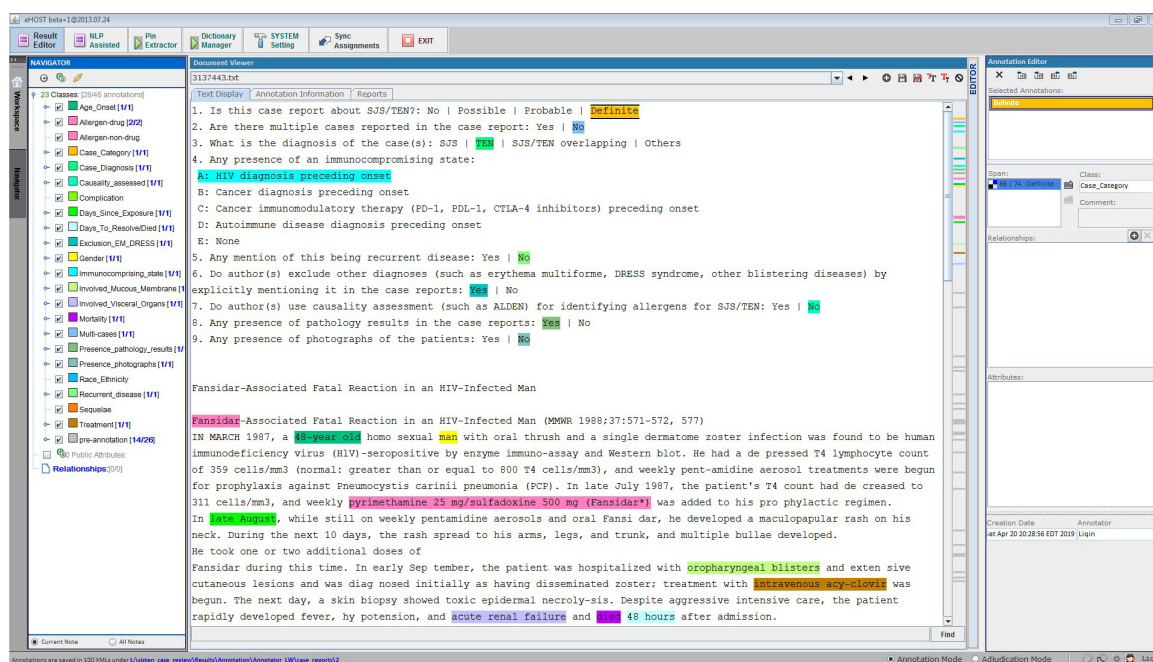 eHOST beta+1@2013.07.24
Result Editor
NLP Assisted
Pin Extractor
Dictionary Manager
SYSTEM Setting
Sync Assignments
EXIT
Workspace
Navigator
NAVIGATOR
23 Classes: [28/45 annotations]
Age_Onset [1/1]
Allergen-drug [2/2]
Allergen-non-drug
Case_Category [1/1]
Case_Diagnosis [1/1]
Causality_assessed [1/1]
Complication
Days_Since_Exposure [1/1]
Days_To_Resolve/Died [1/1]
Exclusion_EM_DRESS [1/1]
Gender [1/1]
Immunocomprising_state [1/1]
Involved_Mucous_Membrane [1
Involved_Visceral_Organs [1/1]
Mortality [1/1]
Multi-cases [1/1]
Presence_pathology_results [1/
Presence_photographs [1/1]
Race_Ethnicity
Recurrent_disease [1/1]
Sequelae
Treatment [1/1]
pre-annotation [14/26]
Public Attributes:
Relationships:[0/0]
Current Note
All Notes
Document Viewer
3137443.txt
Text Display
Annotation Information
Reports
1. Is this case report about SJS/TEN?: No | Possible | Probable | Definite
2. Are there multiple cases reported in the case report: Yes | No
3. What is the diagnosis of the case(s): SJS | TEN | SJS/TEN overlapping | Others
4. Any presence of an immunocompromising state:
A: HIV diagnosis preceding onset
B: Cancer diagnosis preceding onset
C: Cancer immunomodulatory therapy (PD-1, PDL-1, CTLA-4 inhibitors) preceding onset
D: Autoimmune disease diagnosis preceding onset
E: None
5. Any mention of this being recurrent disease: Yes | No
6. Do author(s) exclude other diagnoses (such as erythema multiforme, DRESS syndrome, other blistering diseases) by
explicitly mentioning it in the case reports: Yes | No
7. Do author(s) use causality assessment (such as ALDEN) for identifying allergens for SJS/TEN: Yes | No
8. Any presence of pathology results in the case reports: Yes | No
9. Any presence of photographs of the patients: Yes | No
Fansidar-Associated Fatal Reaction in an HIV-Infected Man
Fansidar-Associated Fatal Reaction in an HIV-Infected Man (MMWR 1988;37:571-572, 577)
IN MARCH 1987, a 48-year old homo sexual man with oral thrush and a single dermatome zoster infection was found to be human
immunodeficiency virus (HlV)-seropositive by enzyme immuno-assay and Western blot. He had a de pressed T4 lymphocyte count
of 359 cells/mm3 (normal: greater than or equal to 800 T4 cells/mm3), and weekly pent-amidine aerosol treatments were begun
for prophylaxis against Pneumocystis carinii pneumonia (PCP). In late July 1987, the patient's T4 count had de creased to
311 cells/mm3, and weekly pyrimethamine 25 mg/sulfadoxine 500 mg (Fansidar*) was added to his pro phylactic regimen.
In late August, while still on weekly pentamidine aerosols and oral Fansi dar, he developed a maculopapular rash on his
neck. During the next 10 days, the rash spread to his arms, legs, and trunk, and multiple bullae developed.
He took one or two additional doses of
Fansidar during this time. In early Sep tember, the patient was hospitalized with oropharyngeal blisters and exten sive
cutaneous lesions and was diag nosed initially as having disseminated zoster; treatment with intravenous acy-clovir was
begun. The next day, a skin biopsy showed toxic epidermal necroly-sis. Despite aggressive intensive care, the patient
rapidly developed fever, hy potension, and acute renal failure and died 48 hours after admission.
Find
EDITOR
Annotation Editor
Selected Annotations:
Definite
Span:
66 | 74 : Definite
Class:
Case_Category
Comment:
Relationships:
Attributes:
Creation Date
Annotator
Sat Apr 20 20:28:56 EDT 2019
Liqin
Annotations are saved in 100 XMLs under
Annotation Mode
Adjudication Mode